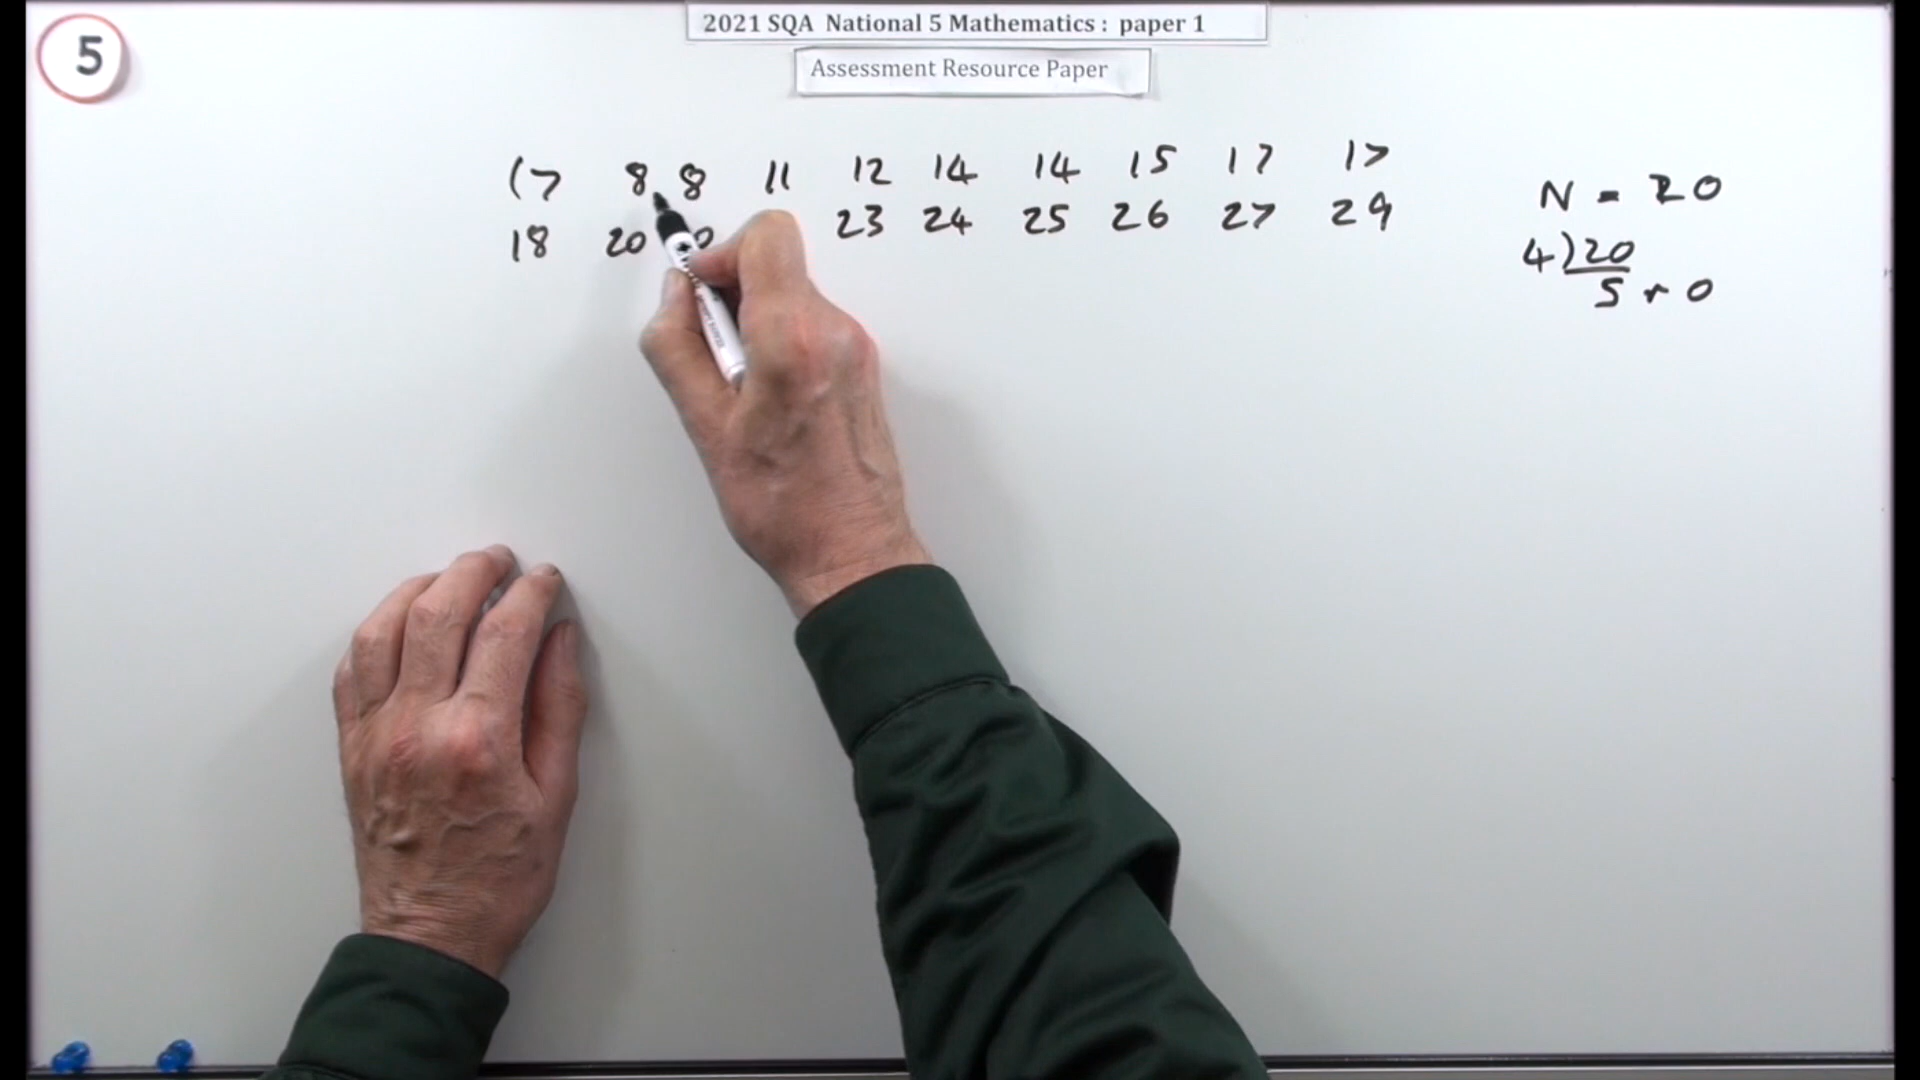 5
2021 SQA National 5 Mathematics : paper 1
Assessment Resource Paper
(7 8 8 11 12 14 14 15 17 17
18 20 23 24 25 26 27 29
N = 20
4)20
5 r 0